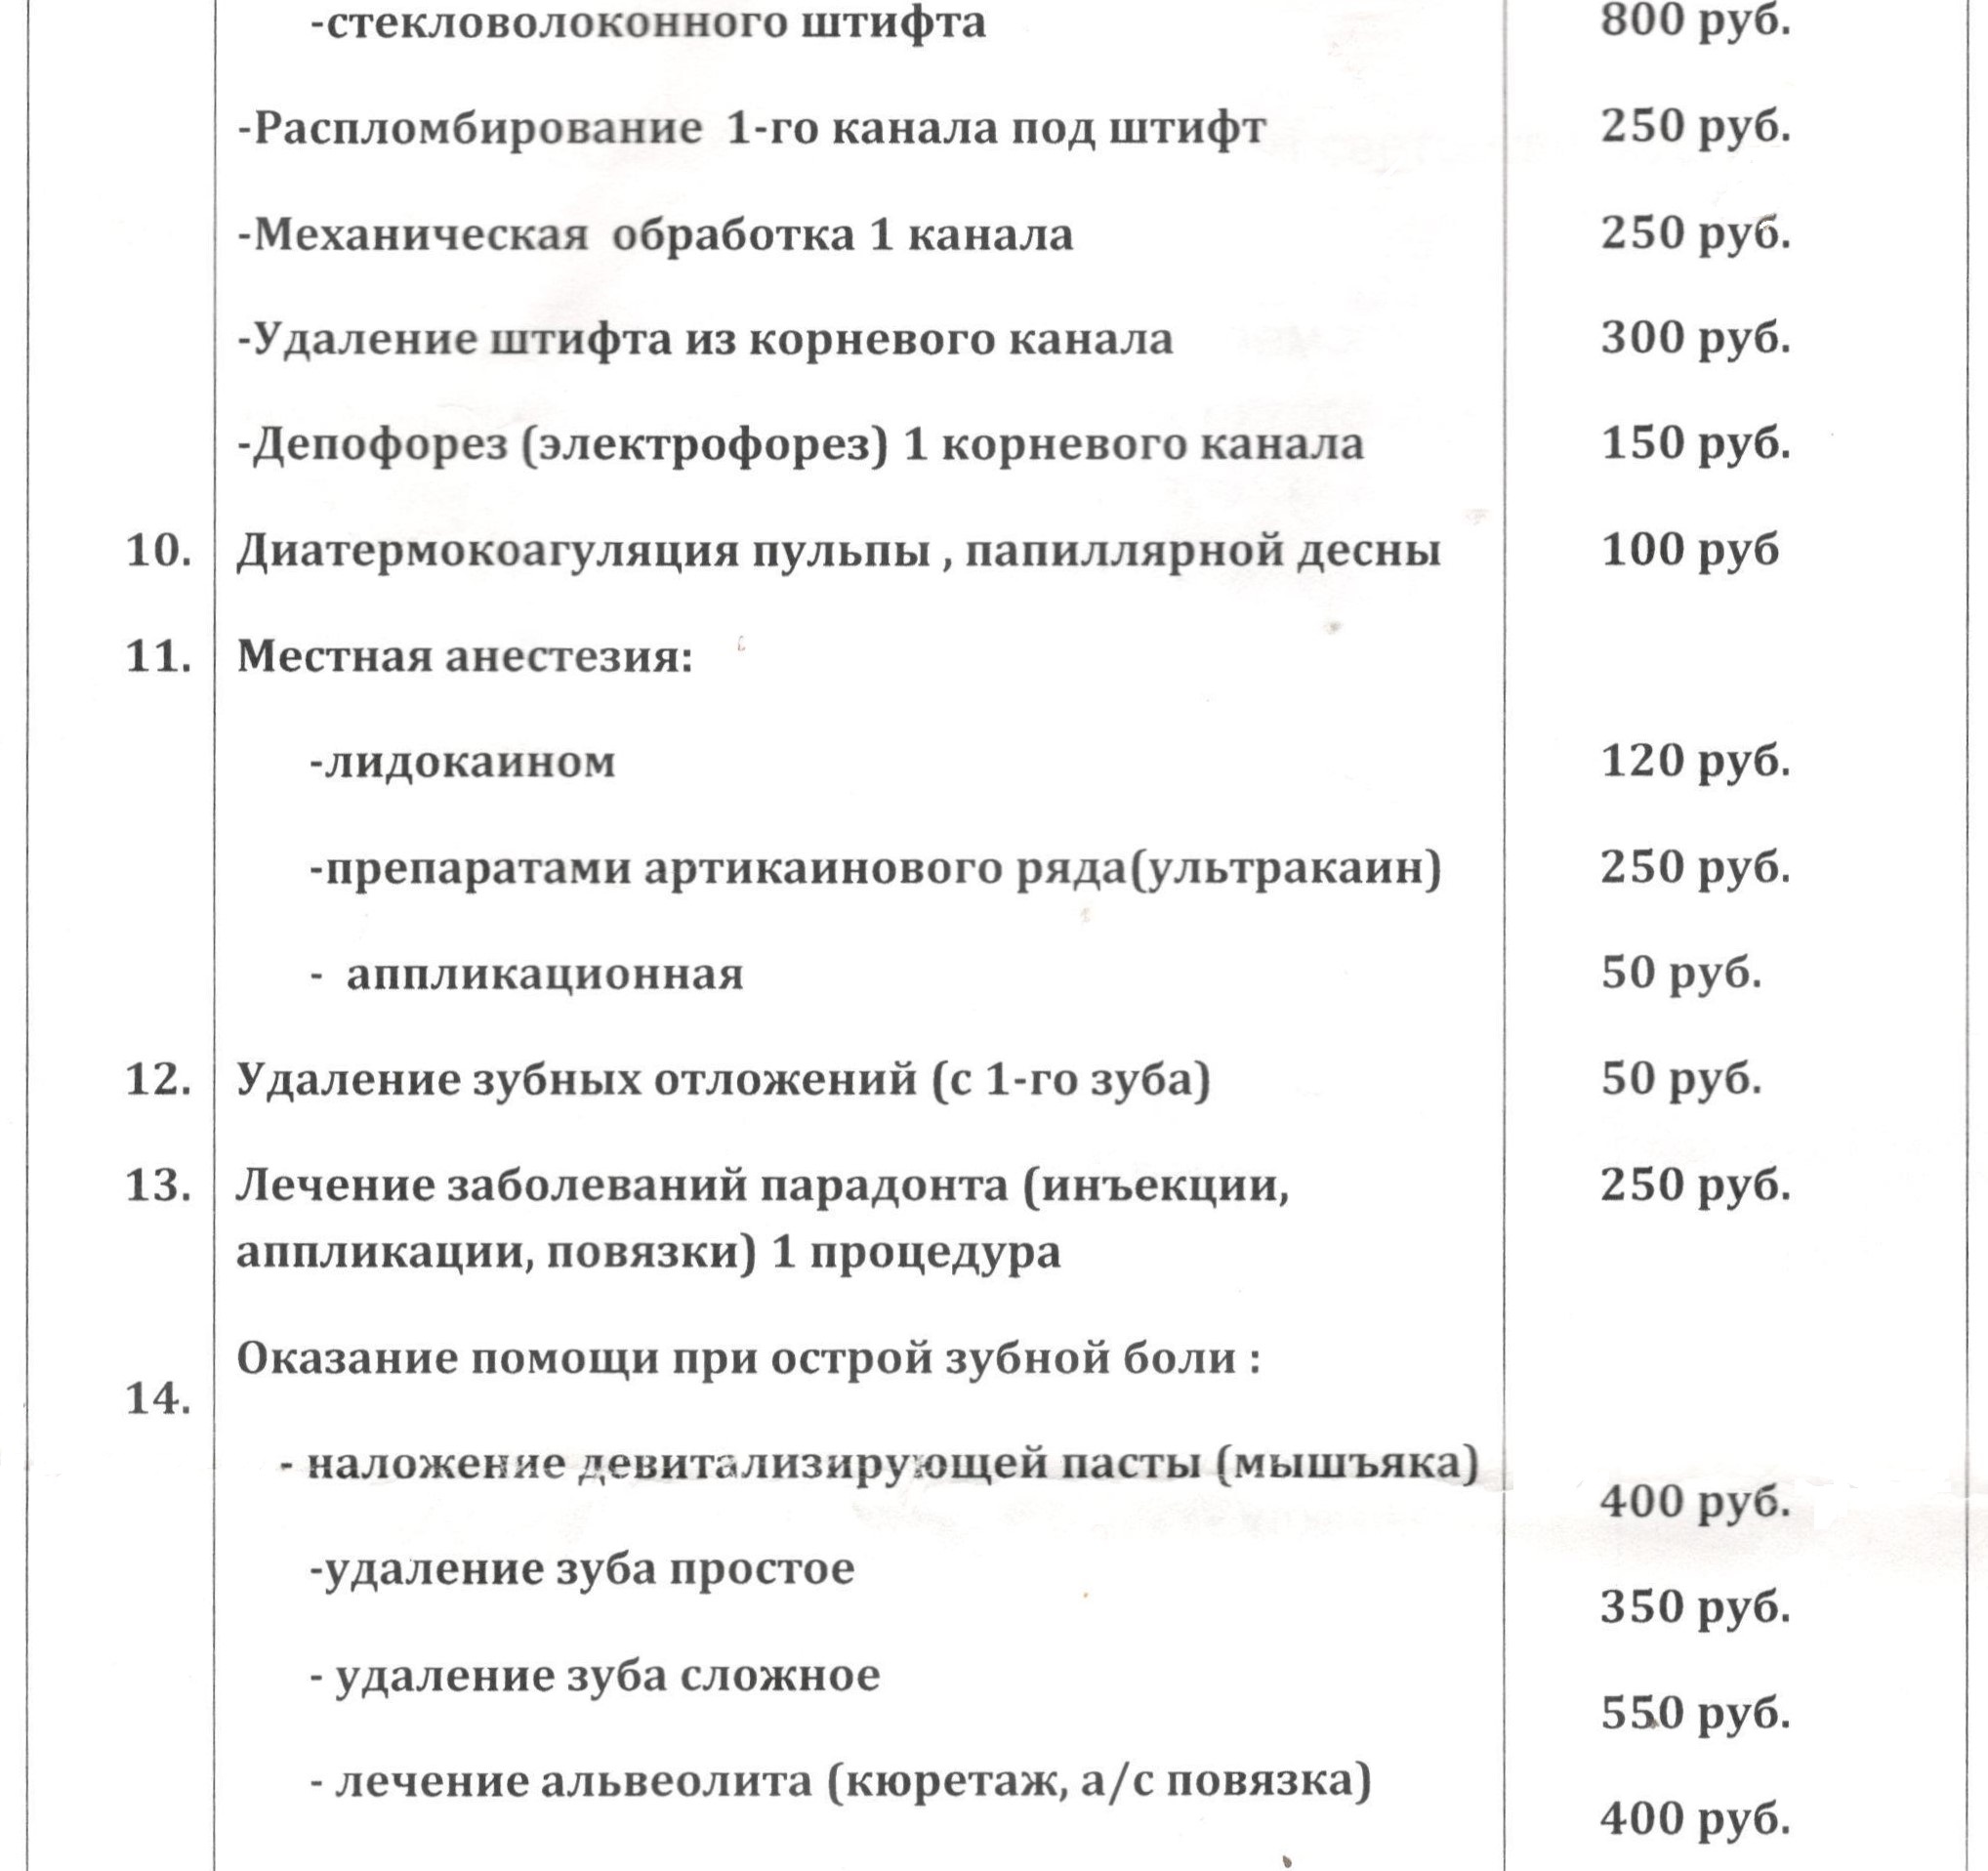 -стекловолоконного штифта 800 руб.
-Распломбирование 1-го канала под штифт 250 руб.
-Механическая обработка 1 канала 250 руб.
-Удаление штифта из корневого канала 300 руб.
-Депофорез (электрофорез) 1 корневого канала 150 руб.
10. Диатермокоагуляция пульпы , папиллярной десны 100 руб
11. Местная анестезия:
-лидокаином 120 руб.
-препаратами артикаинового ряда(ультракаин) 250 руб.
- аппликационная 50 руб.
12. Удаление зубных отложений (с 1-го зуба) 50 руб.
13. Лечение заболеваний парадонта (инъекции, 250 руб.
аппликации, повязки) 1 процедура
Оказание помощи при острой зубной боли :
14.
- наложение девитализирующей пасты (мышъяка)
400 руб.
-удаление зуба простое
350 руб.
- удаление зуба сложное
550 руб.
- лечение альвеолита (кюретаж, а/с повязка)
400 руб.